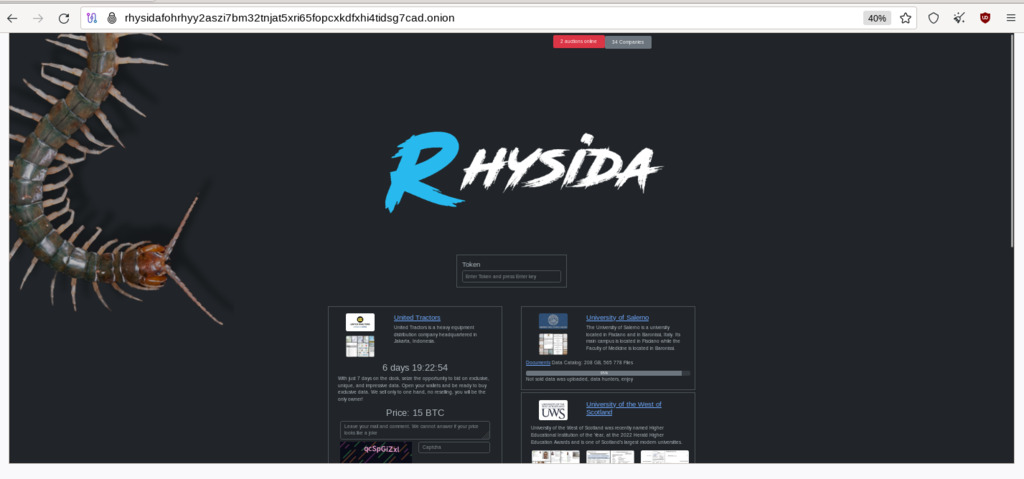 rhysidafohrhyy2aszi7bm32tnjat5xri65fopcxkdfxhi4tidsg7cad.onion
40%
2 auctions online
24 Companies
RHYSIDA
Token
Enter Token and press Enter key
United Tractors
United Tractors is a heavy equipment
distribution company headquartered in
Jakarta, Indonesia.
6 days 19:22:54
With just 7 days on the clock, seize the opportunity to bid on exclusive,
unique, and impressive data. Open your wallets and be ready to buy
exclusive data. We sell only to one hand, no reselling, you will be the
only owner!
Price: 15 BTC
Leave your mail and comment. We cannot answer if your price
looks like a joke
qcSpGiZxI
Captcha
University of Salerno
The University of Salerno is a university
located in Fisciano and in Baronissi, Italy. Its
main campus is located in Fisciano while the
Faculty of Medicine is located in Baronissi.
Documents Data Catalog:
Not sold data was uploaded, data hunters, enjoy
UWS
University of the West of
Scotland
University of the West of Scotland was recently named Higher
Educational Institution of the Year, at the 2022 Herald Higher
Education Awards and is one of Scotland's largest modern universities.